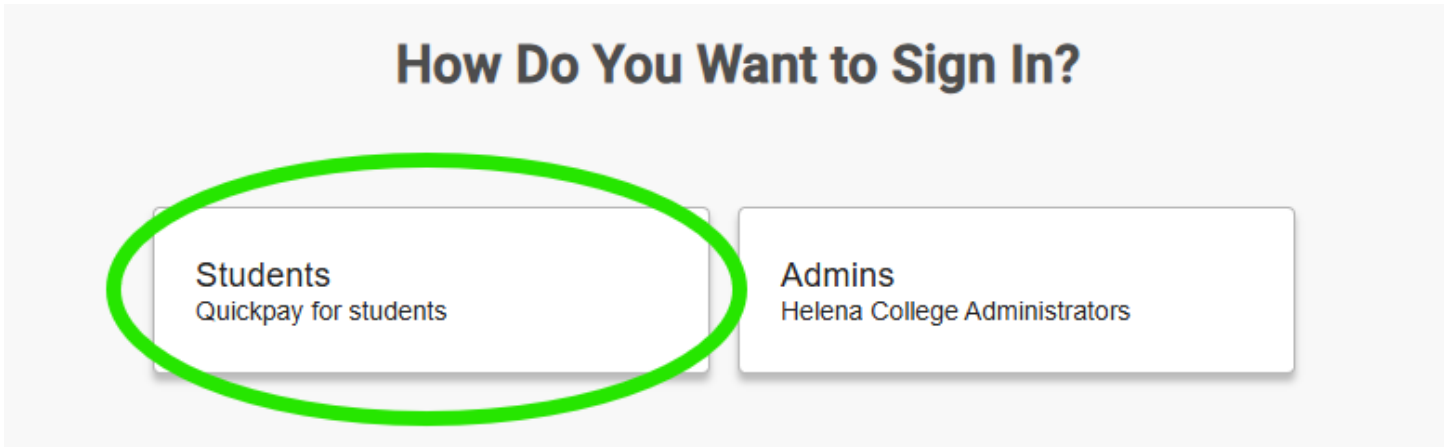 How Do You Want to Sign In?
Students
Quickpay for students
Admins
Helena College Administrators